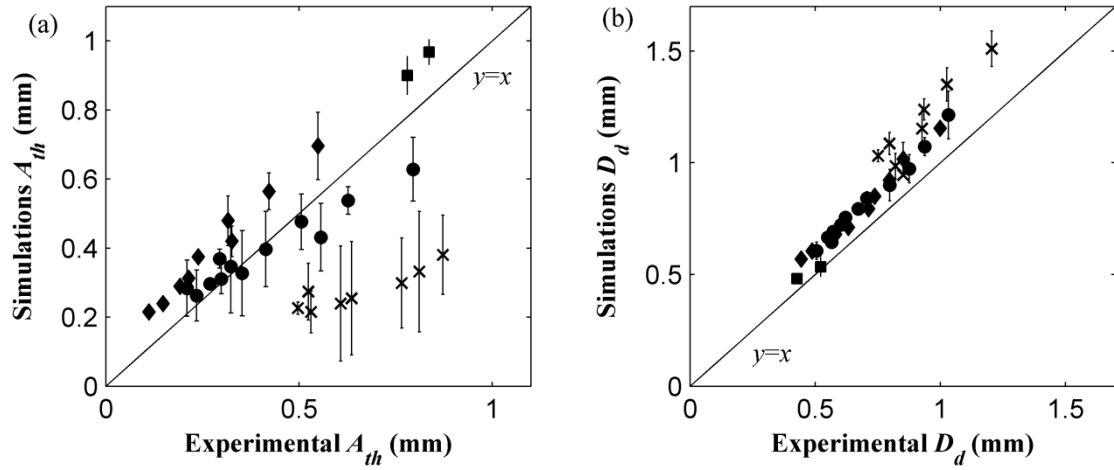 (a)
y=x
Simulations A_th (mm)
1
0.8
0.6
0.4
0.2
0
0
0.5
1
Experimental A_th (mm)
(b)
y=x
Simulations D_d (mm)
1.5
1
0.5
0
0
0.5
1
1.5
Experimental D_d (mm)